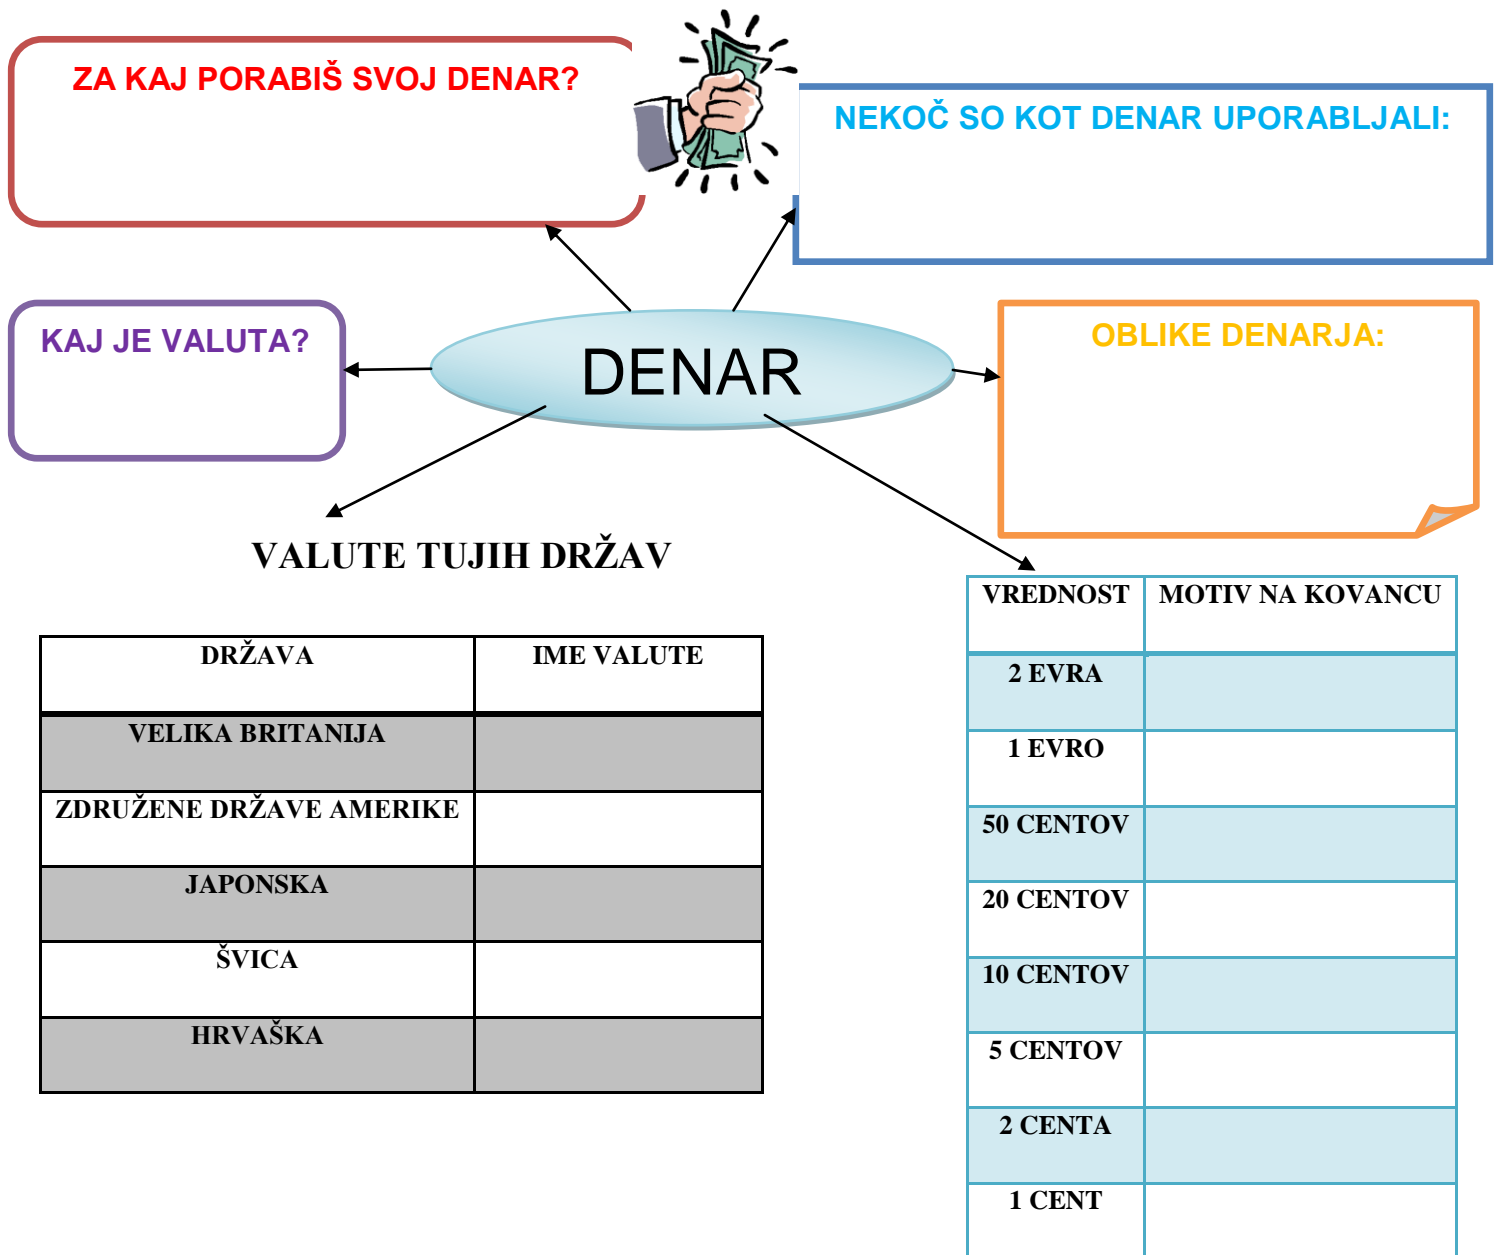 ZA KAJ PORABIŠ SVOJ DENAR?
NEKOČ SO KOT DENAR UPORABLJALI:
KAJ JE VALUTA?
DENAR
OBLIKE DENARJA:
VALUTE TUJIH DRŽAV
DRŽAVA IME VALUTE
VELIKA BRITANIJA
ZDRUŽENE DRŽAVE AMERIKE
JAPONSKA
ŠVICA
HRVAŠKA
VREDNOST MOTIV NA KOVANCU
2 EVRA
1 EVRO
50 CENTOV
20 CENTOV
10 CENTOV
5 CENTOV
2 CENTA
1 CENT